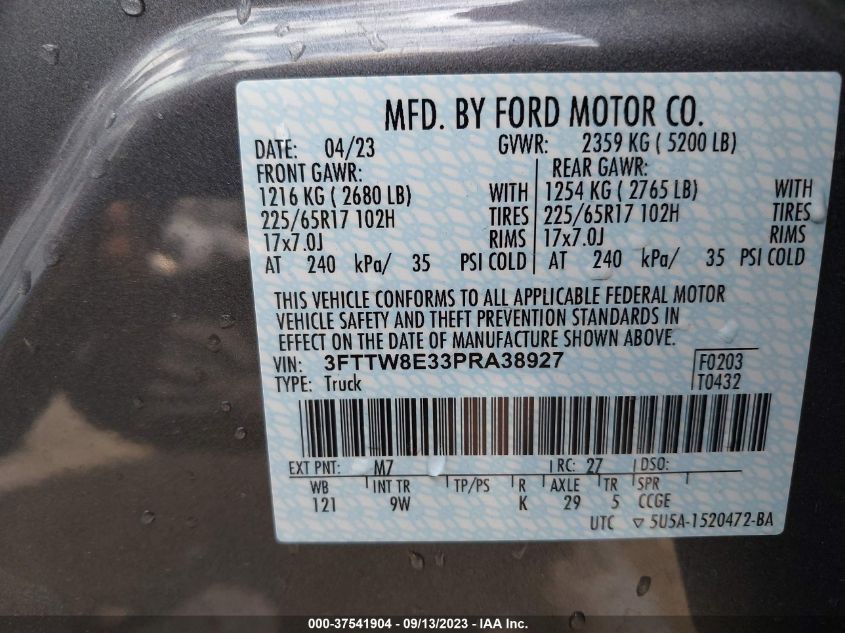 MFD. BY FORD MOTOR CO.
DATE: 04/23 GVWR: 2359 KG ( 5200 LB)
FRONT GAWR: REAR GAWR:
1216 KG ( 2680 LB) WITH 1254 KG ( 2765 LB) WITH
225/65R17 102H TIRES 225/65R17 102H TIRES
17x7.0J RIMS 17x7.0J RIMS
AT 240 kPa/ 35 PSI COLD AT 240 kPa/ 35 PSI COLD
THIS VEHICLE CONFORMS TO ALL APPLICABLE FEDERAL MOTOR
VEHICLE SAFETY AND THEFT PREVENTION STANDARDS IN
EFFECT ON THE DATE OF MANUFACTURE SHOWN ABOVE.
VIN: 3FTTW8E33PRA38927 F0203
TYPE: Truck T0432
EXT PNT: M7 RC: 27 DSO:
WB INT TR TP/PS R AXLE TR SPR
121 9W K 29 5 CCGE
UTC ▽ 5U5A-1520472-BA
000-37541904 - 09/13/2023 - IAA Inc.